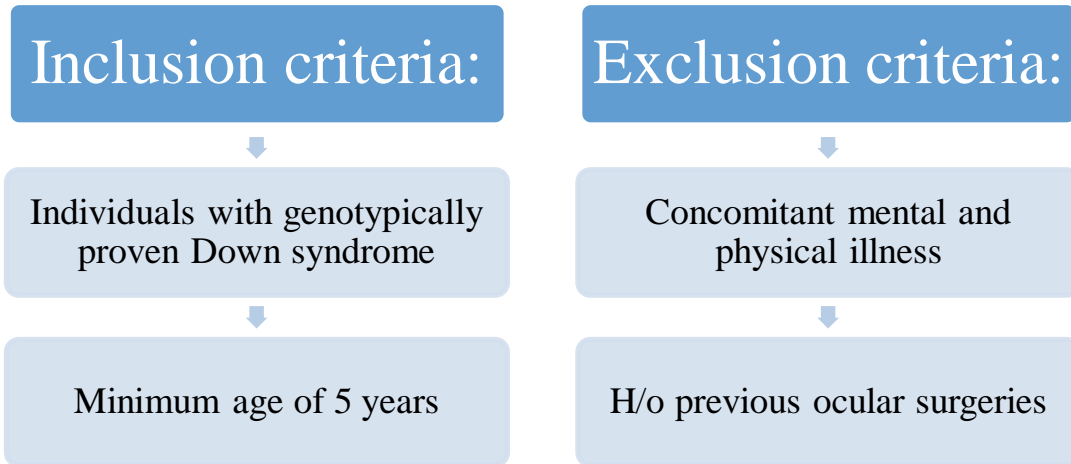 Inclusion criteria:
Individuals with genotypically
proven Down syndrome
Minimum age of 5 years
Exclusion criteria:
Concomitant mental and
physical illness
H/o previous ocular surgeries